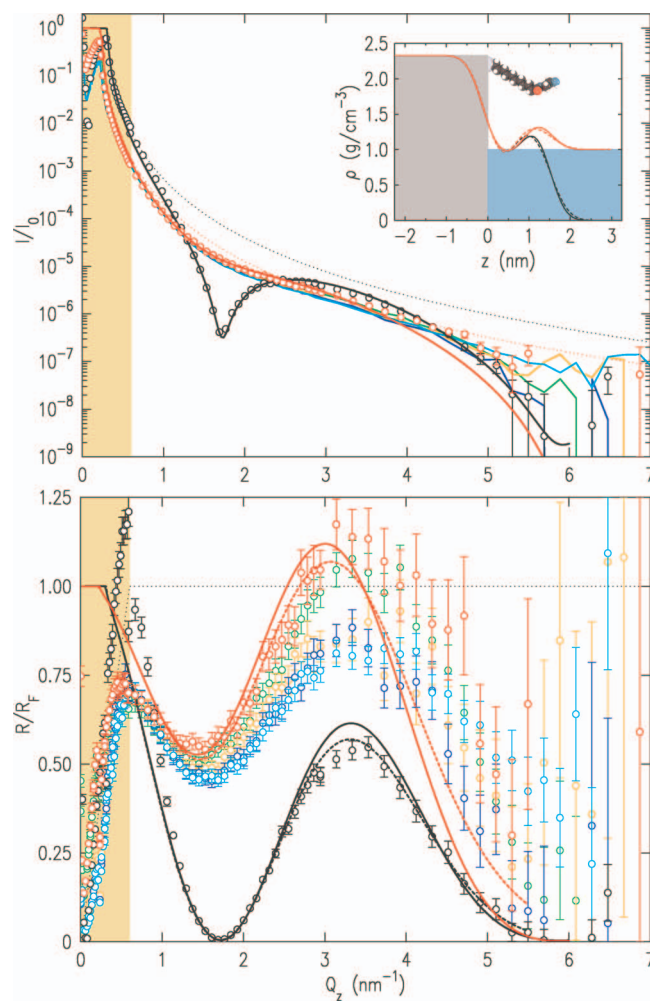 10⁰
10⁻¹
10⁻²
10⁻³
10⁻⁴
10⁻⁵
10⁻⁶
10⁻⁷
10⁻⁸
10⁻⁹
I/I₀
0 1 2 3 4 5 6 7
2.5
2.0
1.5
1.0
0.5
0
ρ (g/cm⁻³)
−2 −1 0 1 2 3
z (nm)
1.25
1.00
0.75
0.50
0.25
0
R/R_F
0 1 2 3 4 5 6 7
Q_z (nm⁻¹)